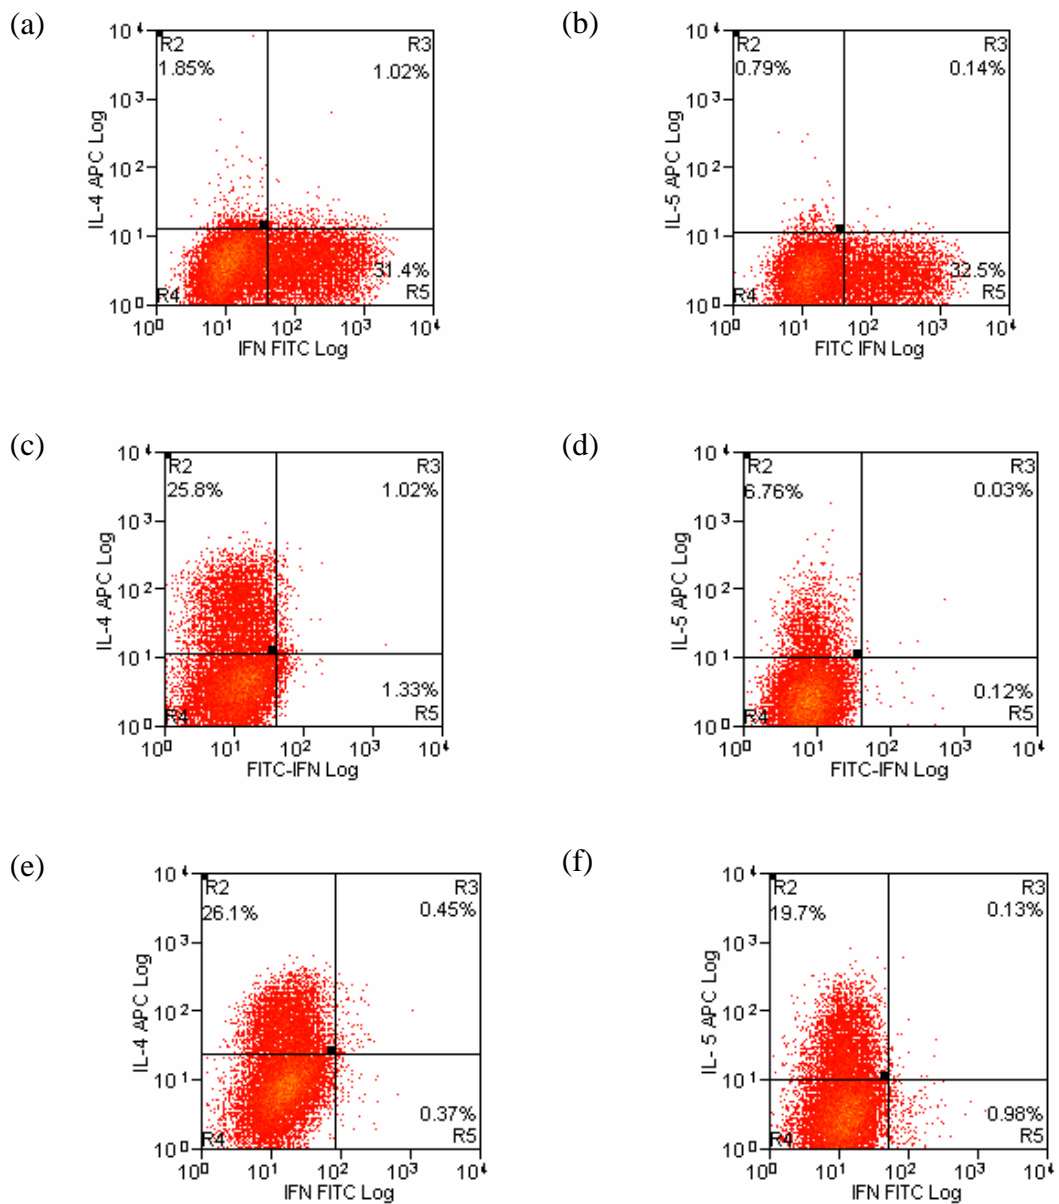 (a)
10⁴
R2
R3
1.85%
1.02%
10³
IL-4 APC Log
10²
10¹
31.4%
10⁰
R4
R5
10⁰ 10¹ 10² 10³ 10⁴
IFN FITC Log
(b)
10⁴
R2
R3
0.79%
0.14%
10³
IL-5 APC Log
10²
10¹
32.5%
10⁰
R4
R5
10⁰ 10¹ 10² 10³ 10⁴
FITC IFN Log
(c)
10⁴
R2
R3
25.8%
1.02%
10³
IL-4 APC Log
10²
10¹
1.33%
10⁰
R4
R5
10⁰ 10¹ 10² 10³ 10⁴
FITC-IFN Log
(d)
10⁴
R2
R3
6.76%
0.03%
10³
IL-5 APC Log
10²
10¹
0.12%
10⁰
R4
R5
10⁰ 10¹ 10² 10³ 10⁴
FITC-IFN Log
(e)
10⁴
R2
R3
26.1%
0.45%
10³
IL-4 APC Log
10²
10¹
0.37%
10⁰
R4
R5
10⁰ 10¹ 10² 10³ 10⁴
IFN FITC Log
(f)
10⁴
R2
R3
19.7%
0.13%
10³
IL- 5 APC Log
10²
10¹
0.98%
10⁰
R4
R5
10⁰ 10¹ 10² 10³ 10⁴
IFN FITC Log